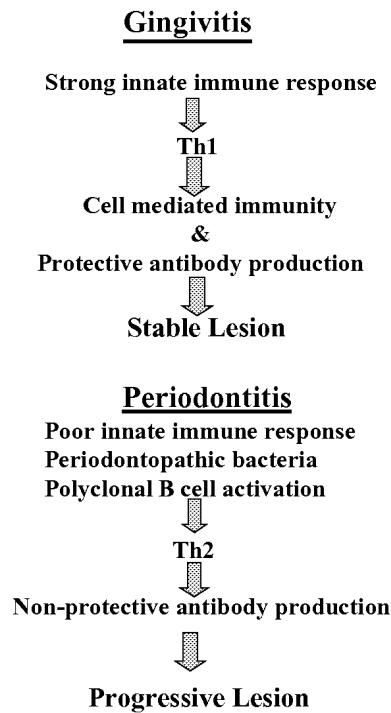 Gingivitis
Strong innate immune response
Th1
Cell mediated immunity
&
Protective antibody production
Stable Lesion
Periodontitis
Poor innate immune response
Periodontopathic bacteria
Polyclonal B cell activation
Th2
Non-protective antibody production
Progressive Lesion